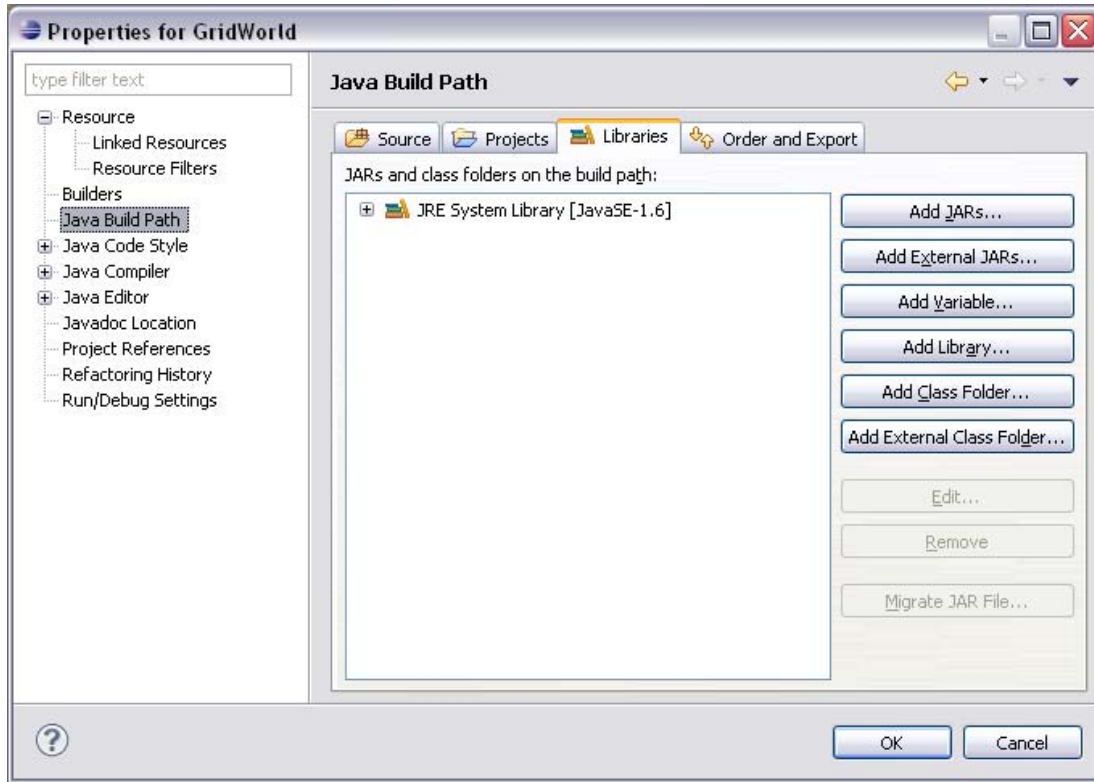 Properties for GridWorld
type filter text
Resource
Linked Resources
Resource Filters
Builders
Java Build Path
Java Code Style
Java Compiler
Java Editor
Javadoc Location
Project References
Refactoring History
Run/Debug Settings
Java Build Path
Source Projects Libraries Order and Export
JARs and class folders on the build path:
JRE System Library [JavaSE-1.6]
Add JARs...
Add External JARs...
Add Variable...
Add Library...
Add Class Folder...
Add External Class Folder...
Edit...
Remove
Migrate JAR File...
?
OK Cancel